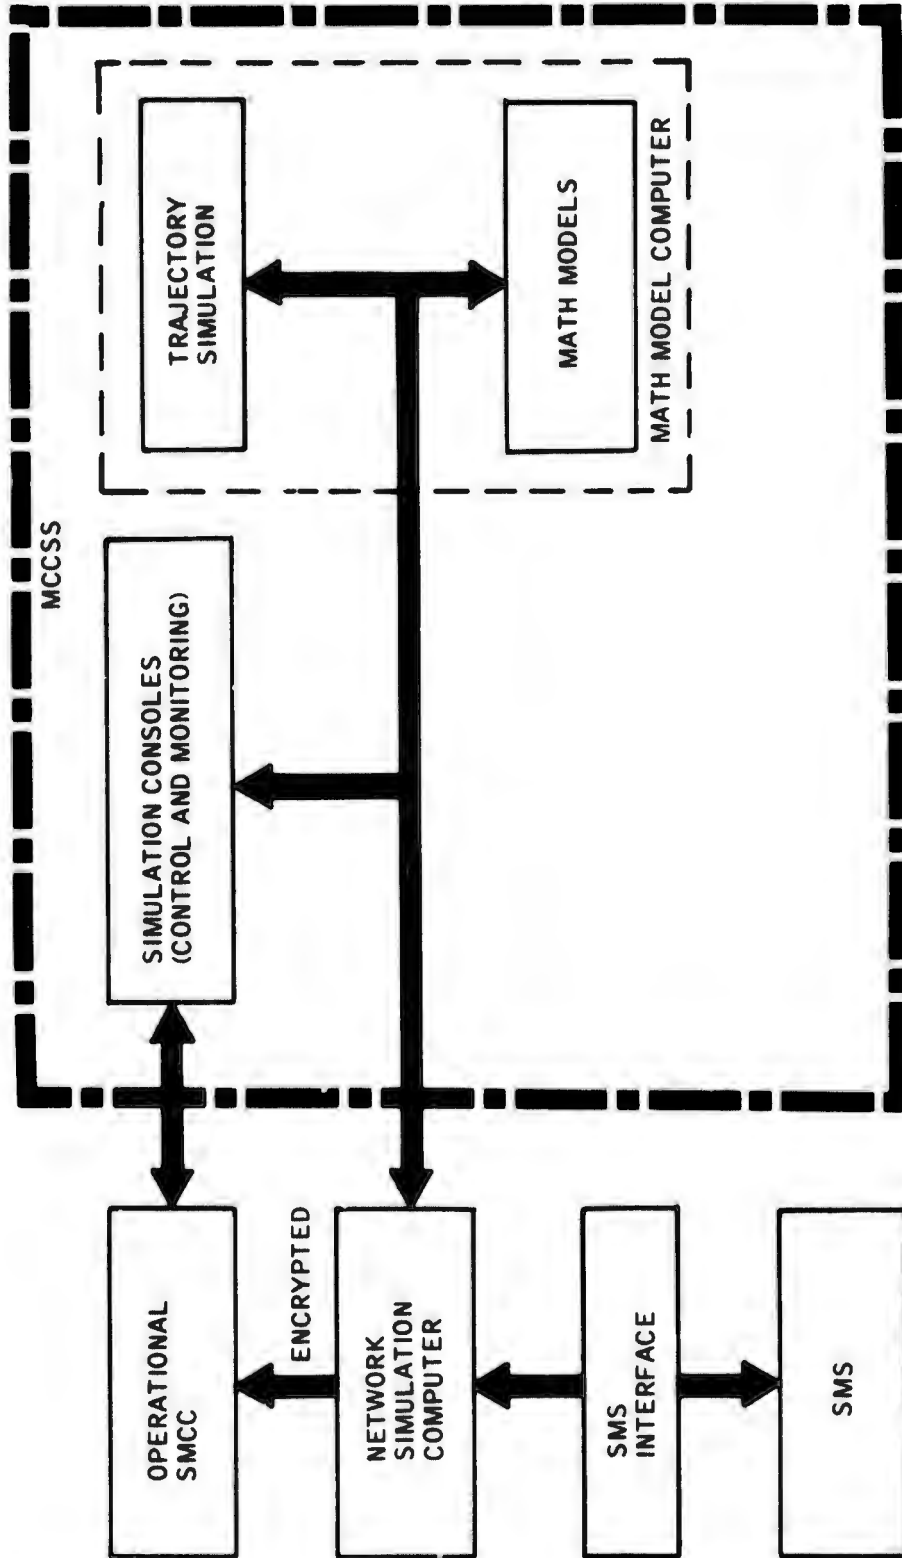 OPERATIONAL
SMCC
ENCRYPTED
NETWORK
SIMULATION
COMPUTER
SMS
INTERFACE
SMS
MCCSS
SIMULATION CONSOLES
(CONTROL AND MONITORING)
TRAJECTORY
SIMULATION
MATH MODELS
MATH MODEL COMPUTER